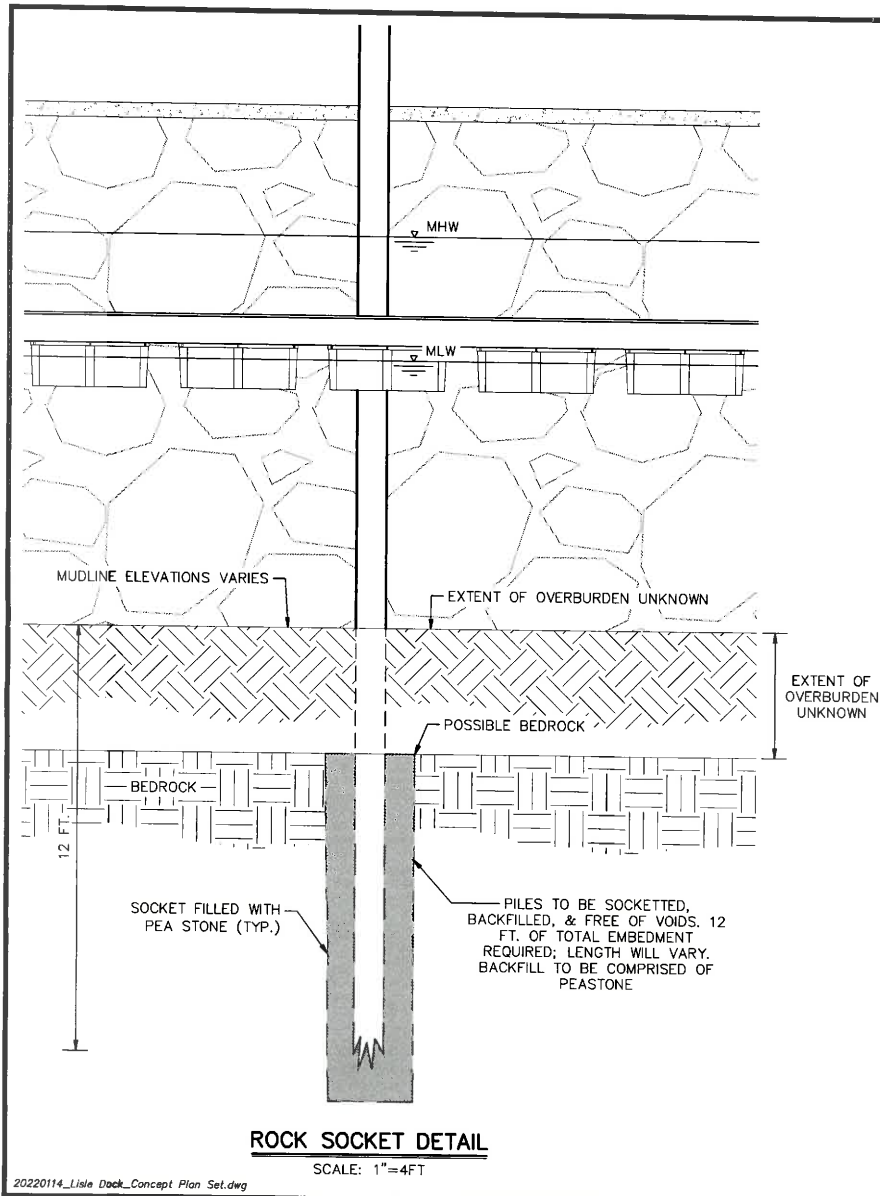 MHW
MLW
MUDLINE ELEVATIONS VARIES
EXTENT OF OVERBURDEN UNKNOWN
EXTENT OF
OVERBURDEN
UNKNOWN
POSSIBLE BEDROCK
BEDROCK
12 FT.
SOCKET FILLED WITH
PEA STONE (TYP.)
PILES TO BE SOCKETTED,
BACKFILLED, & FREE OF VOIDS. 12
FT. OF TOTAL EMBEDMENT
REQUIRED; LENGTH WILL VARY.
BACKFILL TO BE COMPRISED OF
PEASTONE
ROCK SOCKET DETAIL
SCALE: 1"=4FT
20220114_Lisle Dock_Concept Plan Set.dwg